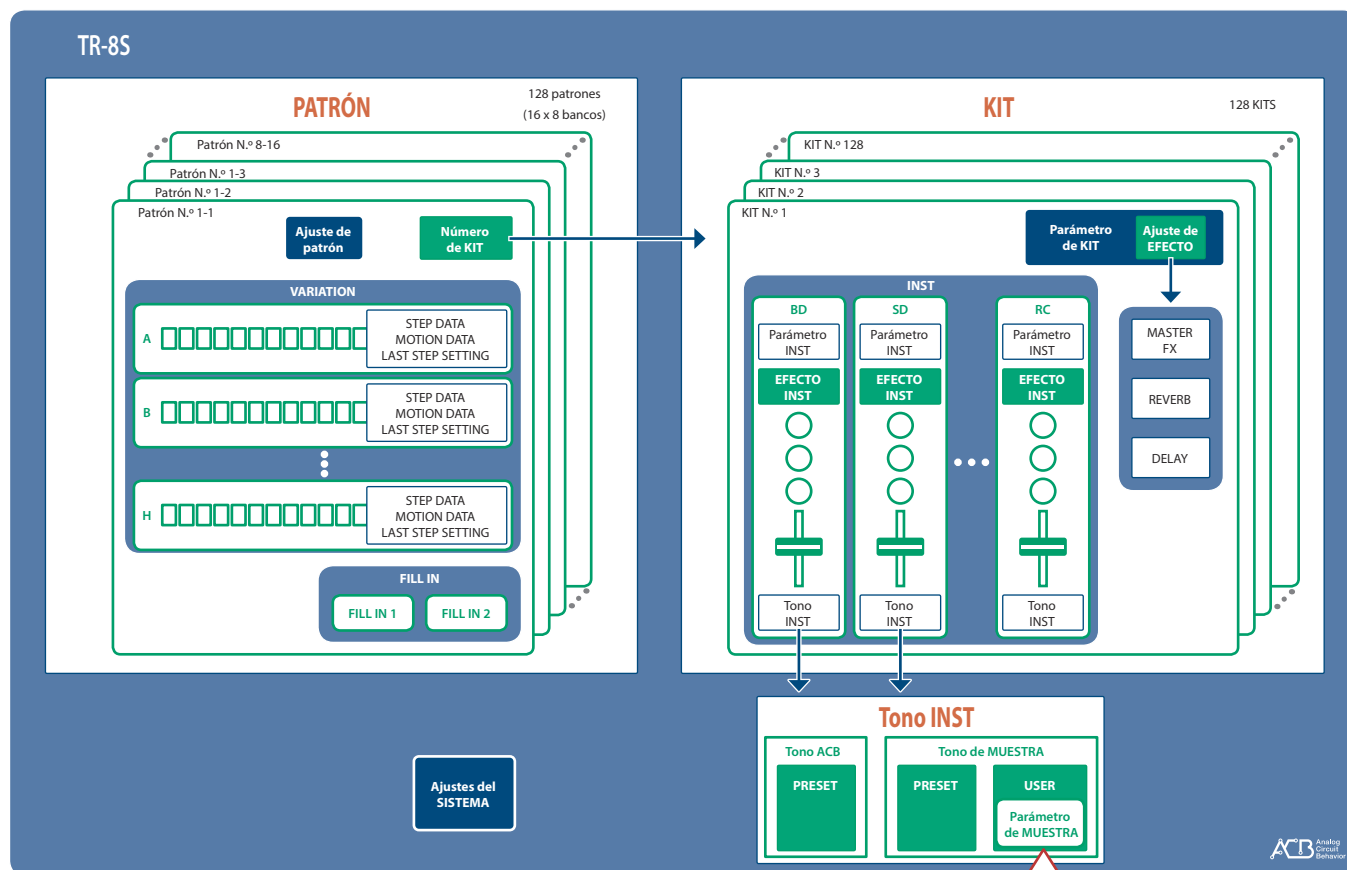 TR-8S
PATRÓN
128 patrones
(16 x 8 bancos)
Patrón N.º 8-16
Patrón N.º 1-3
Patrón N.º 1-2
Patrón N.º 1-1
Ajuste de
patrón
Número
de KIT
VARIATION
A
STEP DATA
MOTION DATA
LAST STEP SETTING
B
STEP DATA
MOTION DATA
LAST STEP SETTING
H
STEP DATA
MOTION DATA
LAST STEP SETTING
FILL IN
FILL IN 1
FILL IN 2
KIT
128 KITS
KIT N.º 128
KIT N.º 3
KIT N.º 2
KIT N.º 1
Parámetro
de KIT
Ajuste de
EFECTO
INST
BD
Parámetro
INST
EFECTO
INST
Tono
INST
SD
Parámetro
INST
EFECTO
INST
Tono
INST
RC
Parámetro
INST
EFECTO
INST
Tono
INST
MASTER
FX
REVERB
DELAY
Tono INST
Tono ACB
PRESET
Tono de MUESTRA
PRESET
USER
Parámetro
de MUESTRA
Ajustes del
SISTEMA
ACB
Analog
Circuit
Behavior